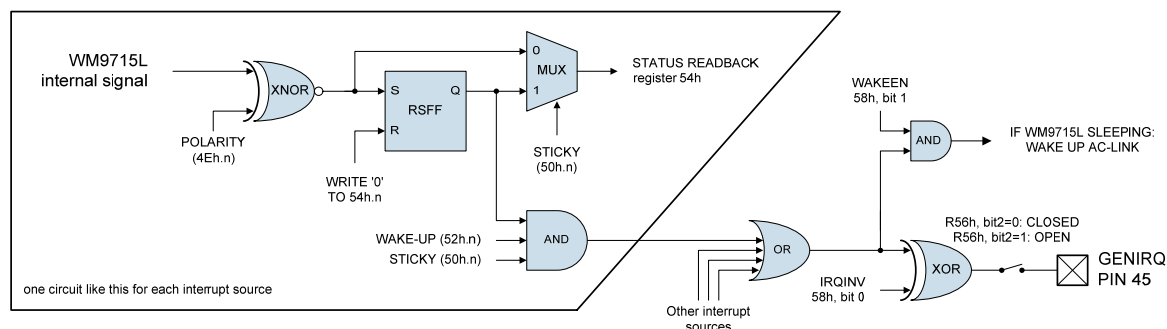 WM9715L
internal signal
XNOR
POLARITY
(4Eh.n)
S
Q
RSFF
R
WRITE '0'
TO 54h.n
0
MUX
1
STICKY
(50h.n)
STATUS READBACK
register 54h
WAKE-UP (52h.n)
STICKY (50h.n)
AND
one circuit like this for each interrupt source
OR
Other interrupt
sources
WAKEEN
58h, bit 1
AND
IF WM9715L SLEEPING:
WAKE UP AC-LINK
R56h, bit2=0: CLOSED
R56h, bit2=1: OPEN
IRQINV
58h, bit 0
XOR
GENIRQ
PIN 45